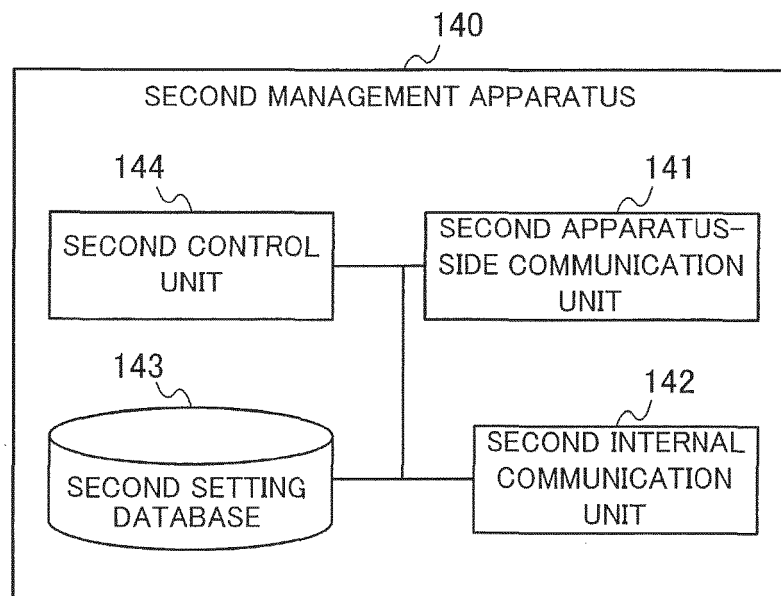 140
SECOND MANAGEMENT APPARATUS
144
SECOND CONTROL
UNIT
141
SECOND APPARATUS-
SIDE COMMUNICATION
UNIT
143
SECOND SETTING
DATABASE
142
SECOND INTERNAL
COMMUNICATION
UNIT